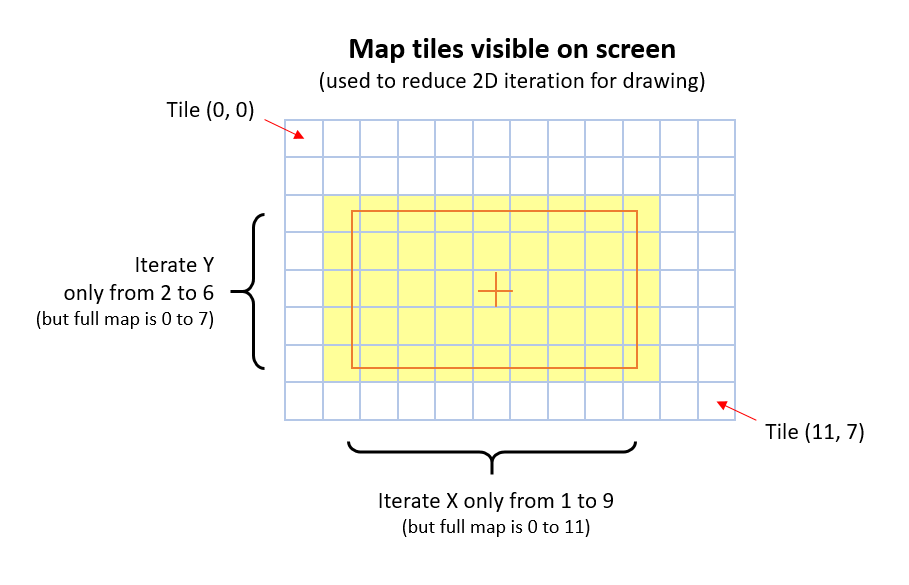 Map tiles visible on screen
(used to reduce 2D iteration for drawing)
Tile (0, 0)
Iterate Y
only from 2 to 6
(but full map is 0 to 7)
Tile (11, 7)
Iterate X only from 1 to 9
(but full map is 0 to 11)